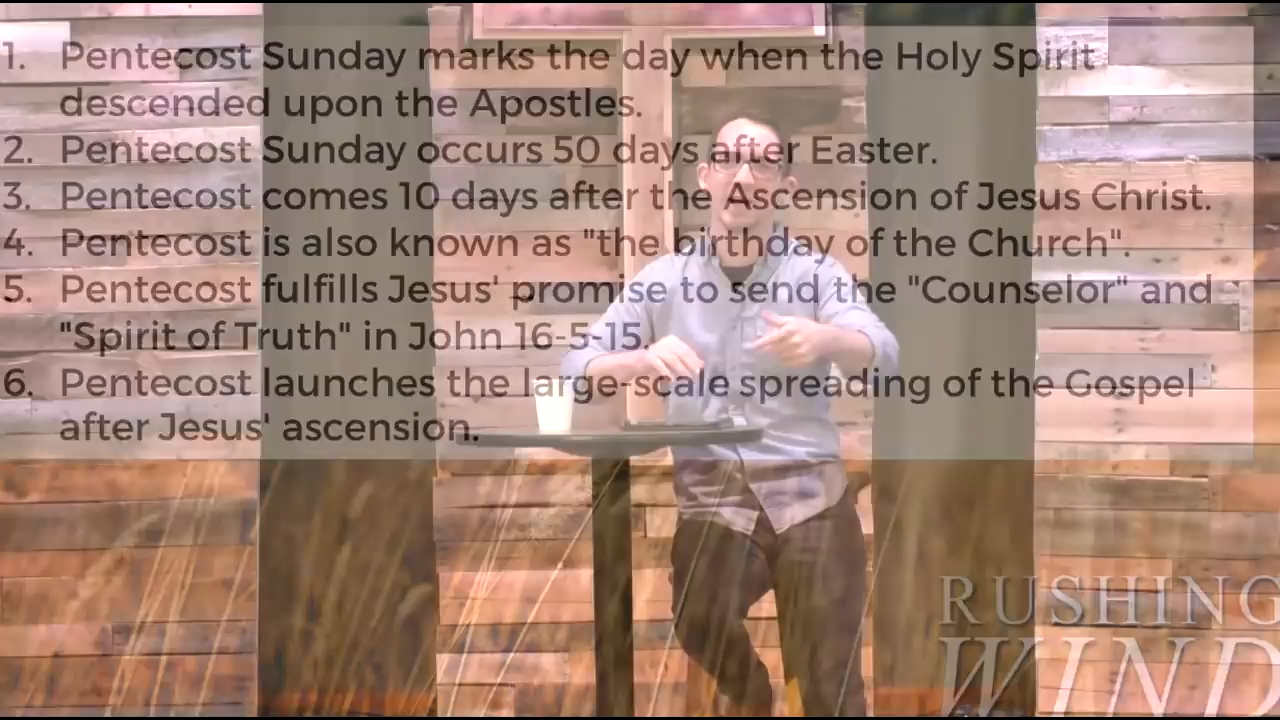 1. Pentecost Sunday marks the day when the Holy Spirit
descended upon the Apostles.
2. Pentecost Sunday occurs 50 days after Easter.
3. Pentecost comes 10 days after the Ascension of Jesus Christ.
4. Pentecost is also known as "the birthday of the Church".
5. Pentecost fulfills Jesus' promise to send the "Counselor" and
"Spirit of Truth" in John 16-5-15.
6. Pentecost launches the large-scale spreading of the Gospel
after Jesus' ascension.
RUSHING
WIND